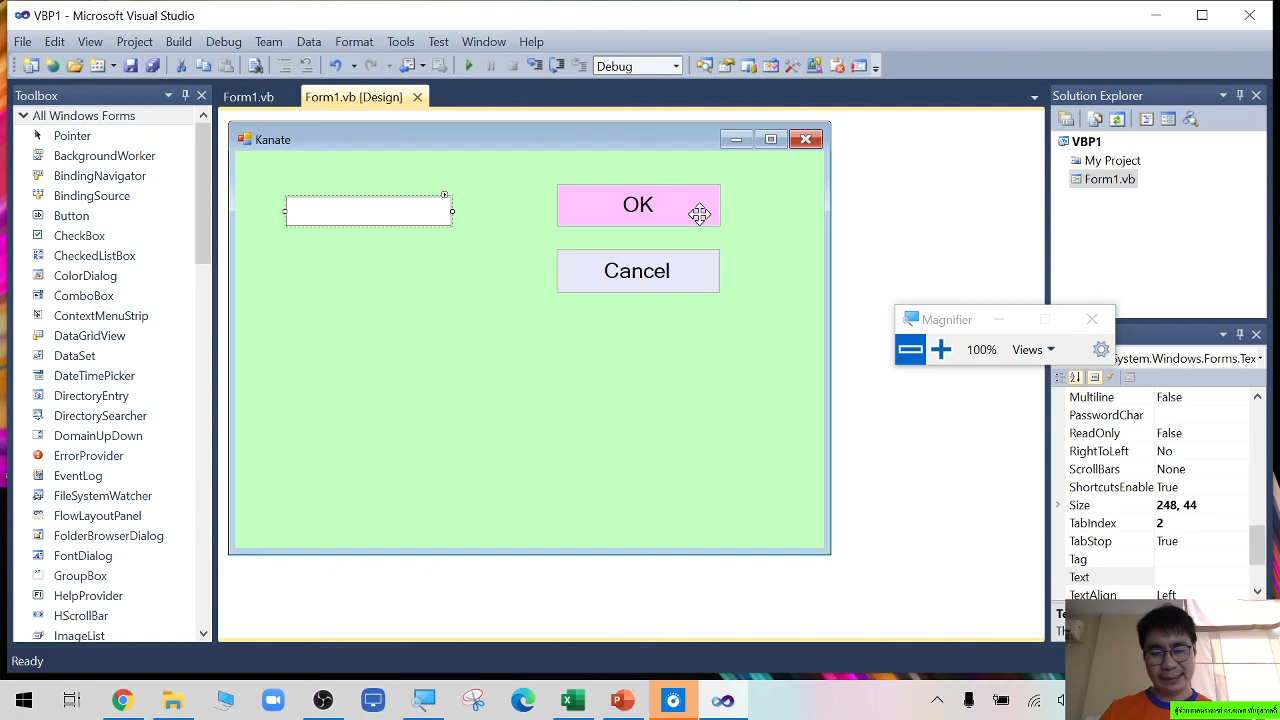 VBP1 - Microsoft Visual Studio
File Edit View Project Build Debug Team Data Format Tools Test Window Help
Debug
Toolbox
Form1.vb
Form1.vb [Design]
Solution Explorer
All Windows Forms
Pointer
BackgroundWorker
BindingNavigator
BindingSource
Button
CheckBox
CheckedListBox
ColorDialog
ComboBox
ContextMenuStrip
DataGridView
DataSet
DateTimePicker
DirectoryEntry
DirectorySearcher
DomainUpDown
ErrorProvider
EventLog
FileSystemWatcher
FlowLayoutPanel
FolderBrowserDialog
FontDialog
GroupBox
HelpProvider
HScrollBar
ImageList
Kanate
OK
Cancel
VBP1
My Project
Form1.vb
Magnifier
100% Views
System.Windows.Forms.Tex
Multiline False
PasswordChar
ReadOnly False
RightToLeft No
ScrollBars None
ShortcutsEnable True
Size 248, 44
TabIndex 2
TabStop True
Tag
Text
TextAlign Left
Ready